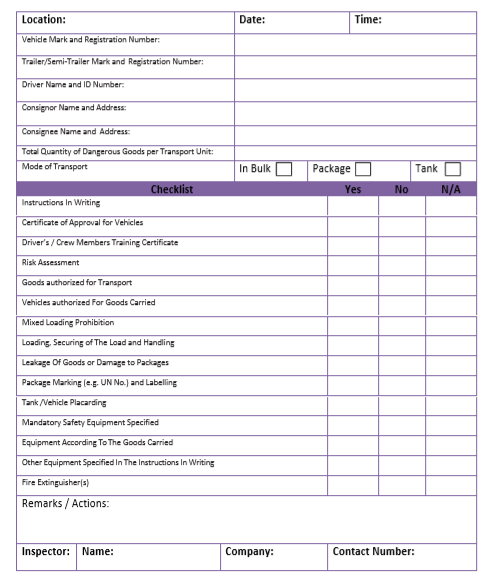 Location: Date: Time:
Vehicle Mark and Registration Number:
Trailer/Semi-Trailer Mark and Registration Number:
Driver Name and ID Number:
Consignor Name and Address:
Consignee Name and Address:
Total Quantity of Dangerous Goods per Transport Unit:
Mode of Transport In Bulk Package Tank
Checklist Yes No N/A
Instructions In Writing
Certificate of Approval for Vehicles
Driver's / Crew Members Training Certificate
Risk Assessment
Goods authorized for Transport
Vehicles authorized For Goods Carried
Mixed Loading Prohibition
Loading, Securing of The Load and Handling
Leakage Of Goods or Damage to Packages
Package Marking (e.g. UN No.) and Labelling
Tank /Vehicle Placarding
Mandatory Safety Equipment Specified
Equipment According To The Goods Carried
Other Equipment Specified In The Instructions In Writing
Fire Extinguisher(s)
Remarks / Actions:
Inspector: Name: Company: Contact Number: